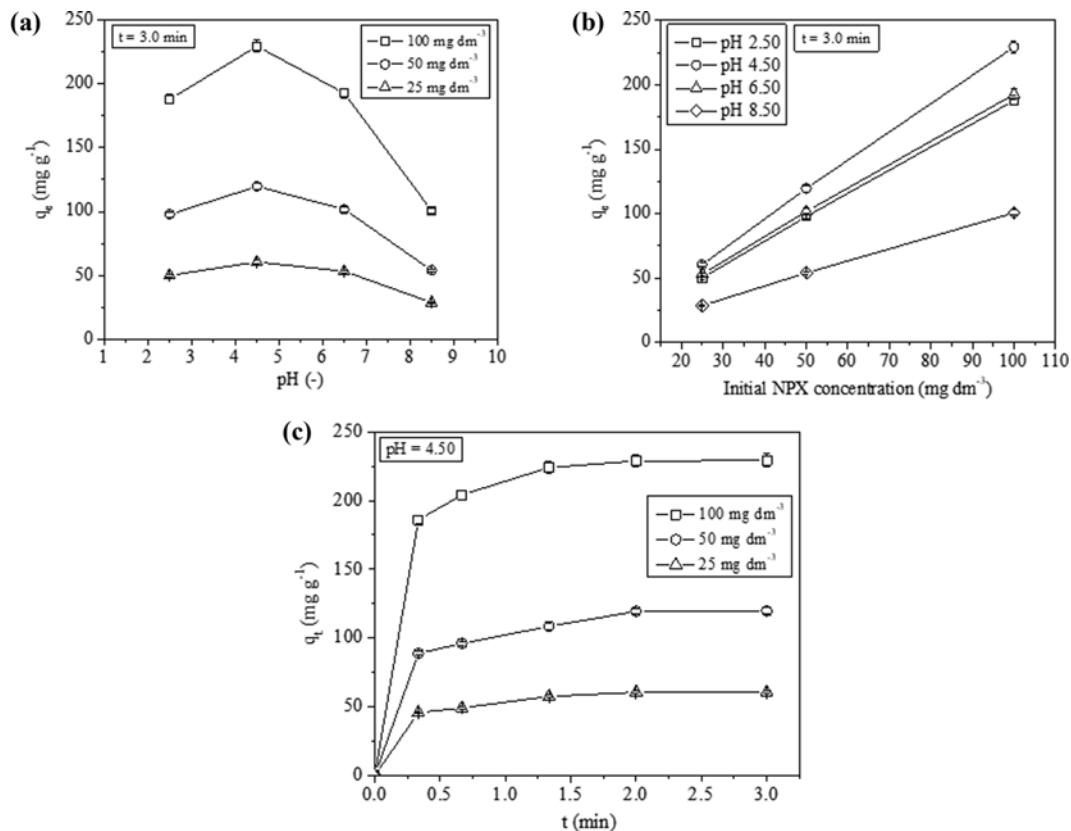 (a)
t = 3.0 min
100 mg dm⁻³
50 mg dm⁻³
25 mg dm⁻³
250
200
150
100
50
0
qₑ (mg g⁻¹)
1 2 3 4 5 6 7 8 9 10
pH (-)
(b)
pH 2.50
pH 4.50
pH 6.50
pH 8.50
t = 3.0 min
250
200
150
100
50
0
qₑ (mg g⁻¹)
20 30 40 50 60 70 80 90 100 110
Initial NPX concentration (mg dm⁻³)
(c)
pH = 4.50
100 mg dm⁻³
50 mg dm⁻³
25 mg dm⁻³
250
200
150
100
50
0
qₜ (mg g⁻¹)
0.0 0.5 1.0 1.5 2.0 2.5 3.0
t (min)